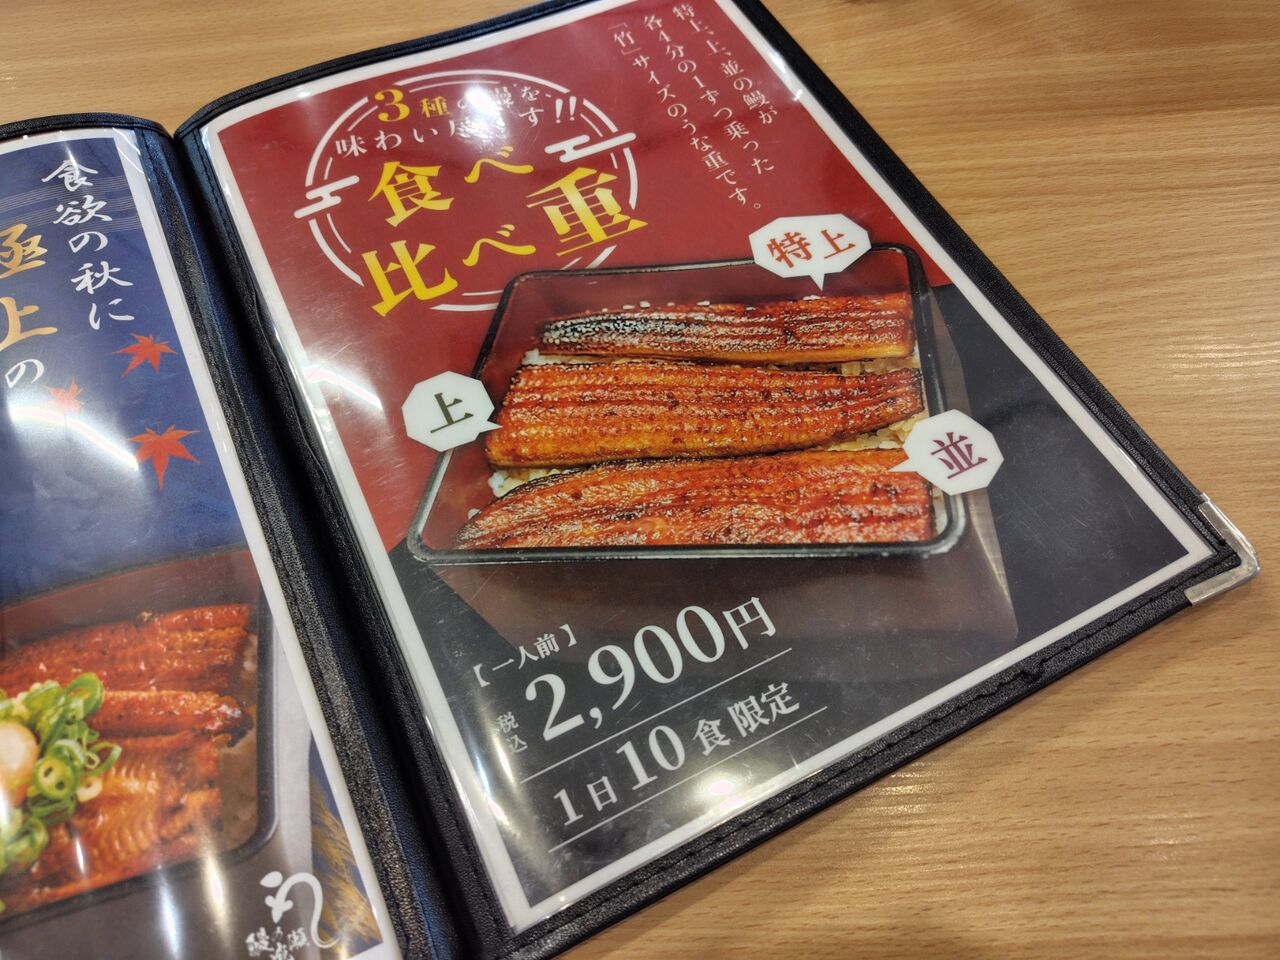 食欲の秋に
極上の
特上、上、並の鰻が
各4分の1ずつ乗った
「竹」サイズのうな重です。
3種の鰻を、
味わい尽くす!!
食べ
比べ重
特上
上
並
【一人前】
税込 2,900円
1日10食限定